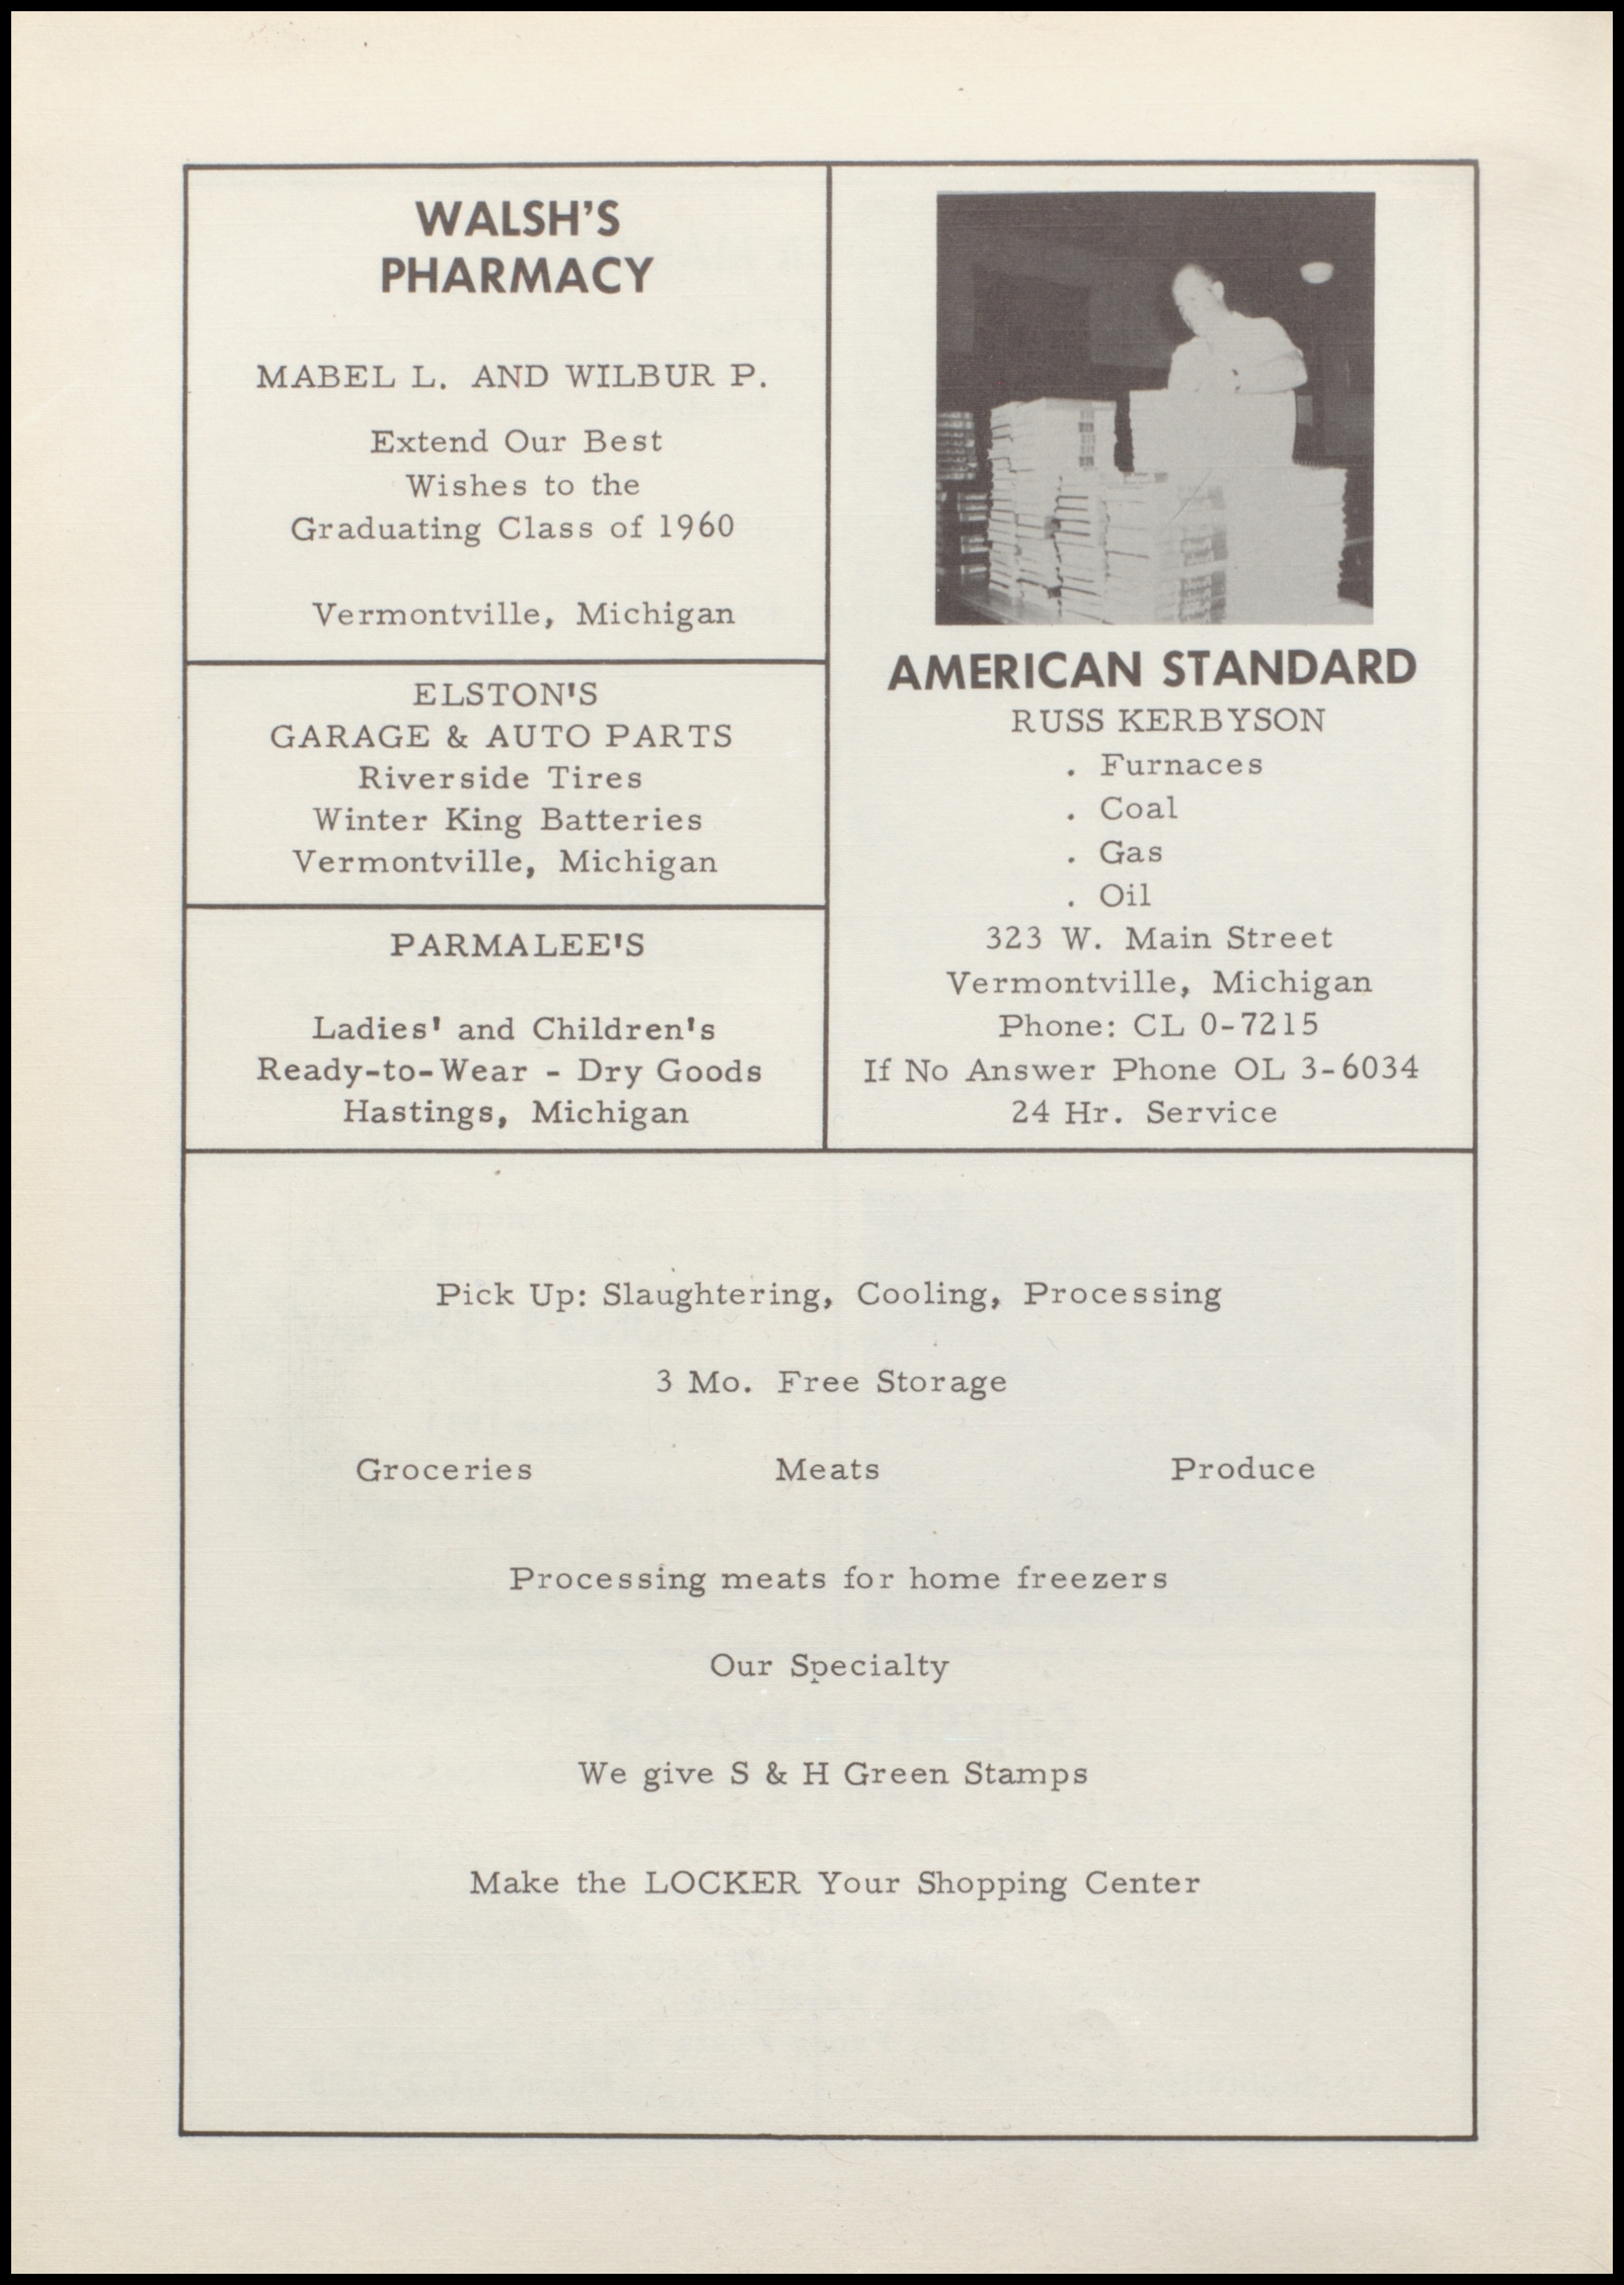 WALSH'S
PHARMACY
MABEL L. AND WILBUR P.
Extend Our Best
Wishes to the
Graduating Class of 1960
Vermontville, Michigan
ELSTON'S
GARAGE & AUTO PARTS
Riverside Tires
Winter King Batteries
Vermontville, Michigan
PARMALEE'S
Ladies' and Children's
Ready-to-Wear - Dry Goods
Hastings, Michigan
AMERICAN STANDARD
RUSS KERBYSON
. Furnaces
. Coal
. Gas
. Oil
323 W. Main Street
Vermontville, Michigan
Phone: CL 0-7215
If No Answer Phone OL 3-6034
24 Hr. Service
Pick Up: Slaughtering, Cooling, Processing
3 Mo. Free Storage
Groceries Meats Produce
Processing meats for home freezers
Our Specialty
We give S & H Green Stamps
Make the LOCKER Your Shopping Center